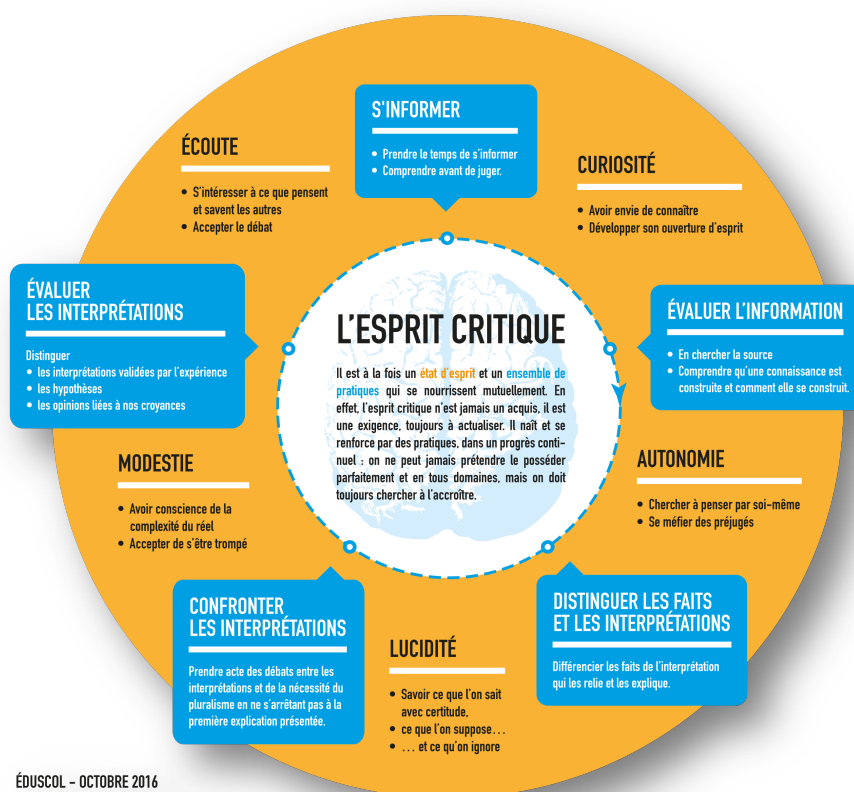 S'INFORMER
• Prendre le temps de s'informer
• Comprendre avant de juger.
CURIOSITÉ
• Avoir envie de connaître
• Développer son ouverture d'esprit
ÉVALUER L'INFORMATION
• En chercher la source
• Comprendre qu'une connaissance est
construite et comment elle se construit.
AUTONOMIE
• Chercher à penser par soi-même
• Se méfier des préjugés
DISTINGUER LES FAITS
ET LES INTERPRÉTATIONS
Différencier les faits de l'interprétation
qui les relie et les explique.
LUCIDITÉ
• Savoir ce que l'on sait
avec certitude,
• ce que l'on suppose…
• … et ce qu'on ignore
CONFRONTER
LES INTERPRÉTATIONS
Prendre acte des débats entre les
interprétations et de la nécessité du
pluralisme en ne s'arrêtant pas à la
première explication présentée.
MODESTIE
• Avoir conscience de la
complexité du réel
• Accepter de s'être trompé
ÉVALUER
LES INTERPRÉTATIONS
Distinguer
• les interprétations validées par l'expérience
• les hypothèses
• les opinions liées à nos croyances
ÉCOUTE
• S'intéresser à ce que pensent
et savent les autres
• Accepter le débat
L'ESPRIT CRITIQUE
Il est à la fois un état d'esprit et un ensemble de
pratiques qui se nourrissent mutuellement. En
effet, l'esprit critique n'est jamais un acquis, il est
une exigence, toujours à actualiser. Il naît et se
renforce par des pratiques, dans un progrès conti-
nuel : on ne peut jamais prétendre le posséder
parfaitement et en tous domaines, mais on doit
toujours chercher à l'accroître.
ÉDUSCOL - OCTOBRE 2016